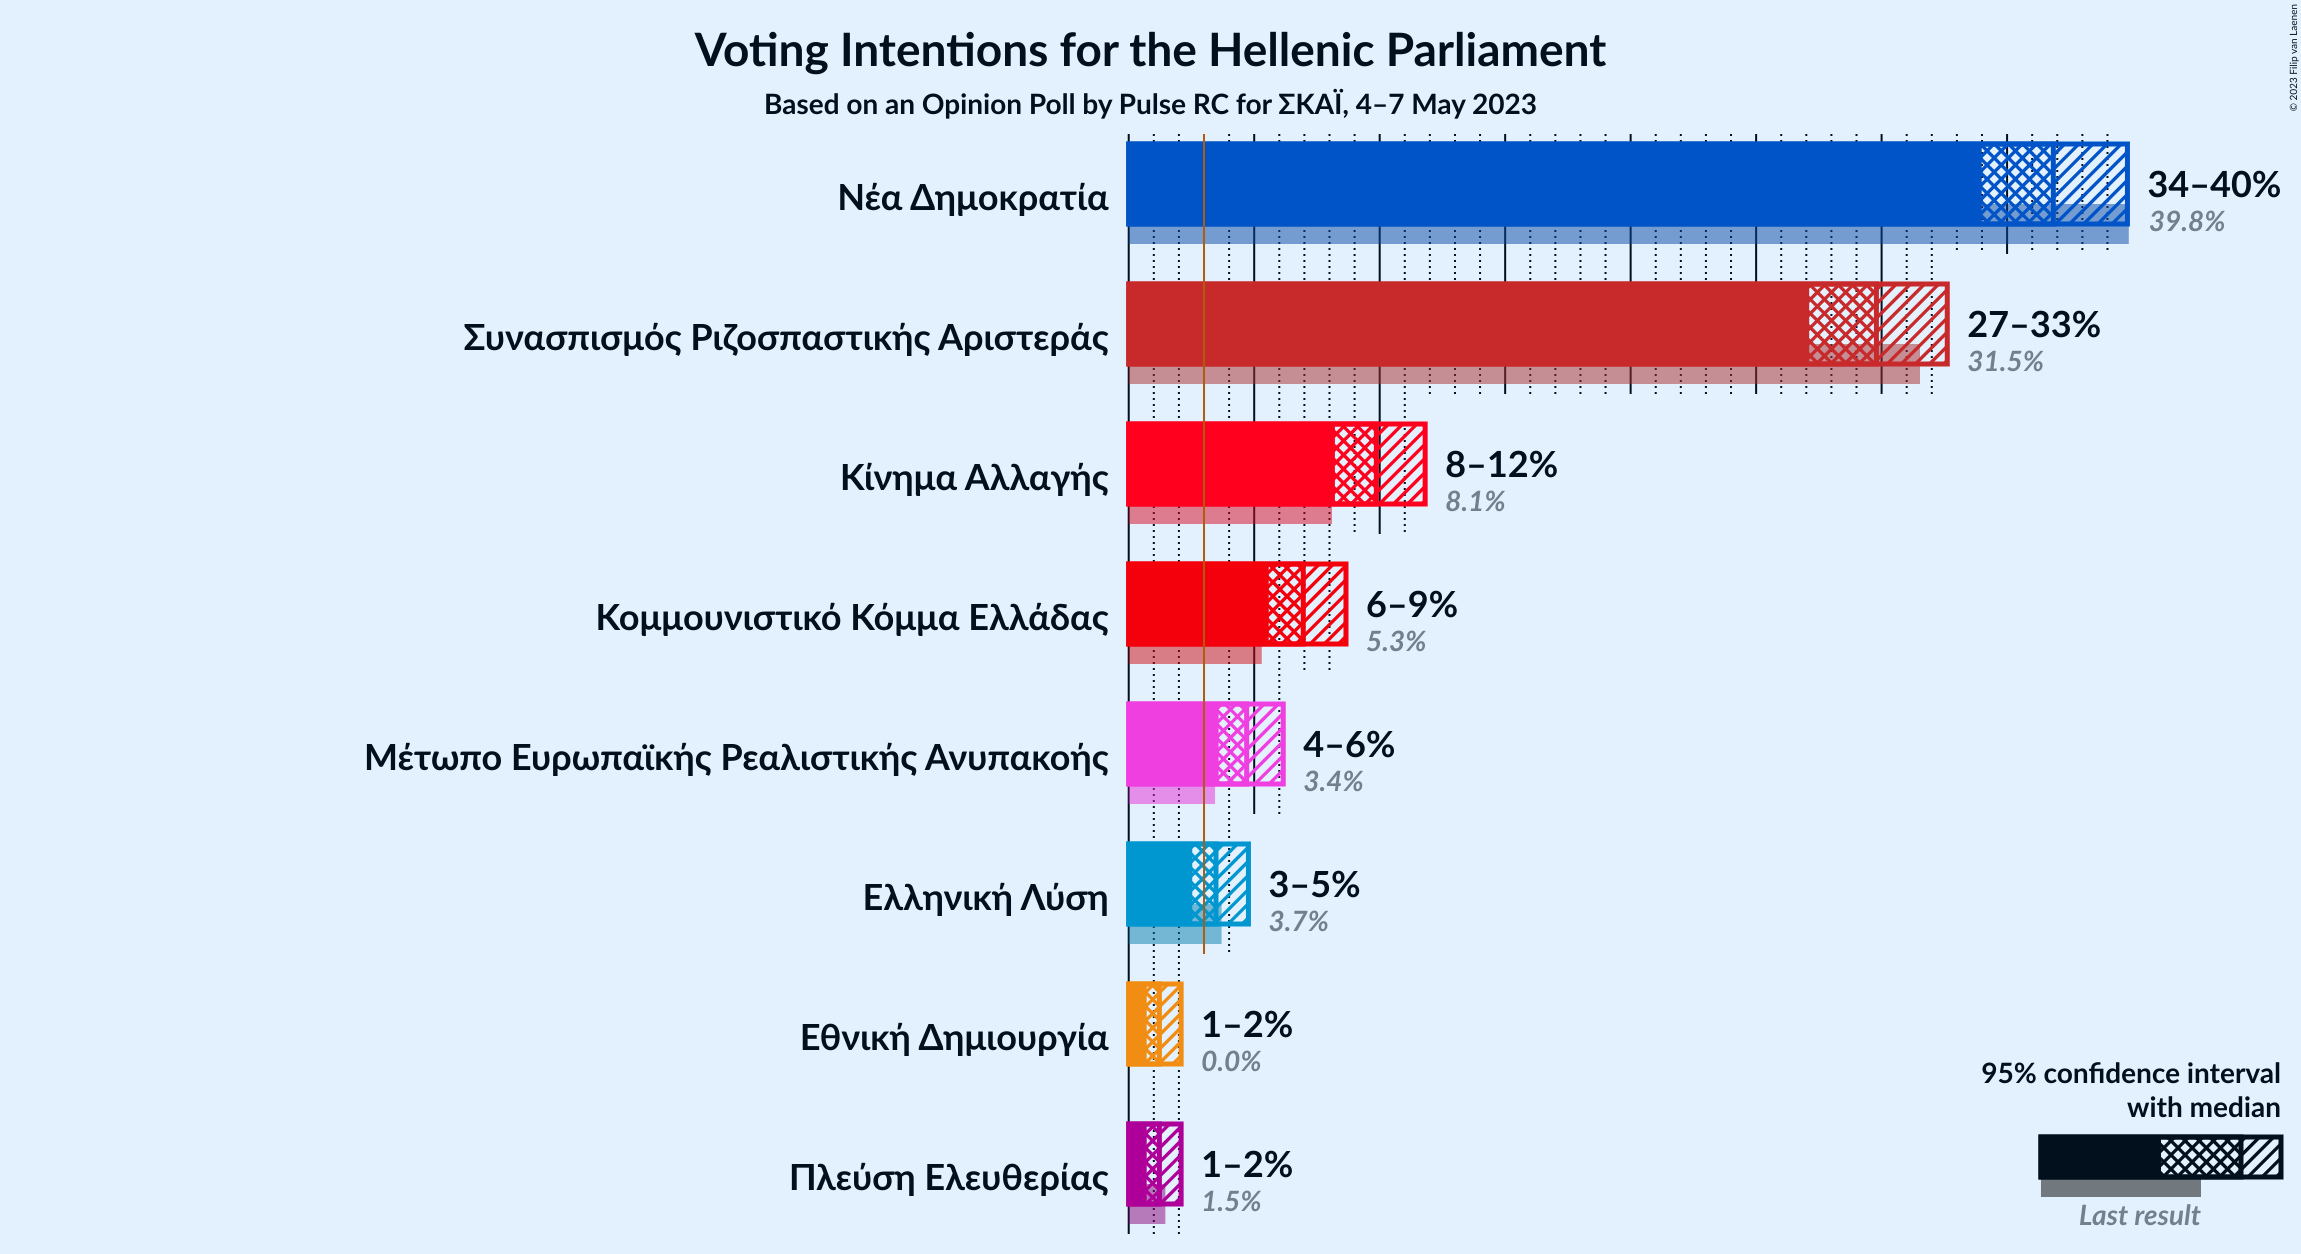 Voting Intentions for the Hellenic Parliament
Based on an Opinion Poll by Pulse RC for ΣΚΑΪ, 4–7 May 2023
© 2023 Filip van Laenen
Νέα Δημοκρατία
34–40%
39.8%
Συνασπισμός Ριζοσπαστικής Αριστεράς
27–33%
31.5%
Κίνημα Αλλαγής
8–12%
8.1%
Κομμουνιστικό Κόμμα Ελλάδας
6–9%
5.3%
Μέτωπο Ευρωπαϊκής Ρεαλιστικής Ανυπακοής
4–6%
3.4%
Ελληνική Λύση
3–5%
3.7%
Εθνική Δημιουργία
1–2%
0.0%
Πλεύση Ελευθερίας
1–2%
1.5%
95% confidence interval
with median
Last result